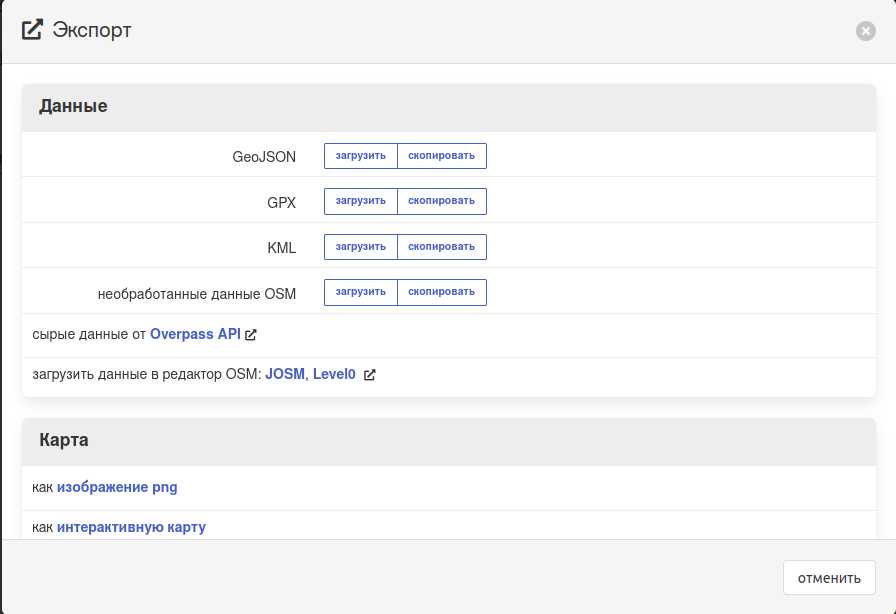 Экспорт
Данные
GeoJSON загрузить скопировать
GPX загрузить скопировать
KML загрузить скопировать
необработанные данные OSM загрузить скопировать
сырые данные от Overpass API
загрузить данные в редактор OSM: JOSM, Level0
Карта
как изображение png
как интерактивную карту
отменить